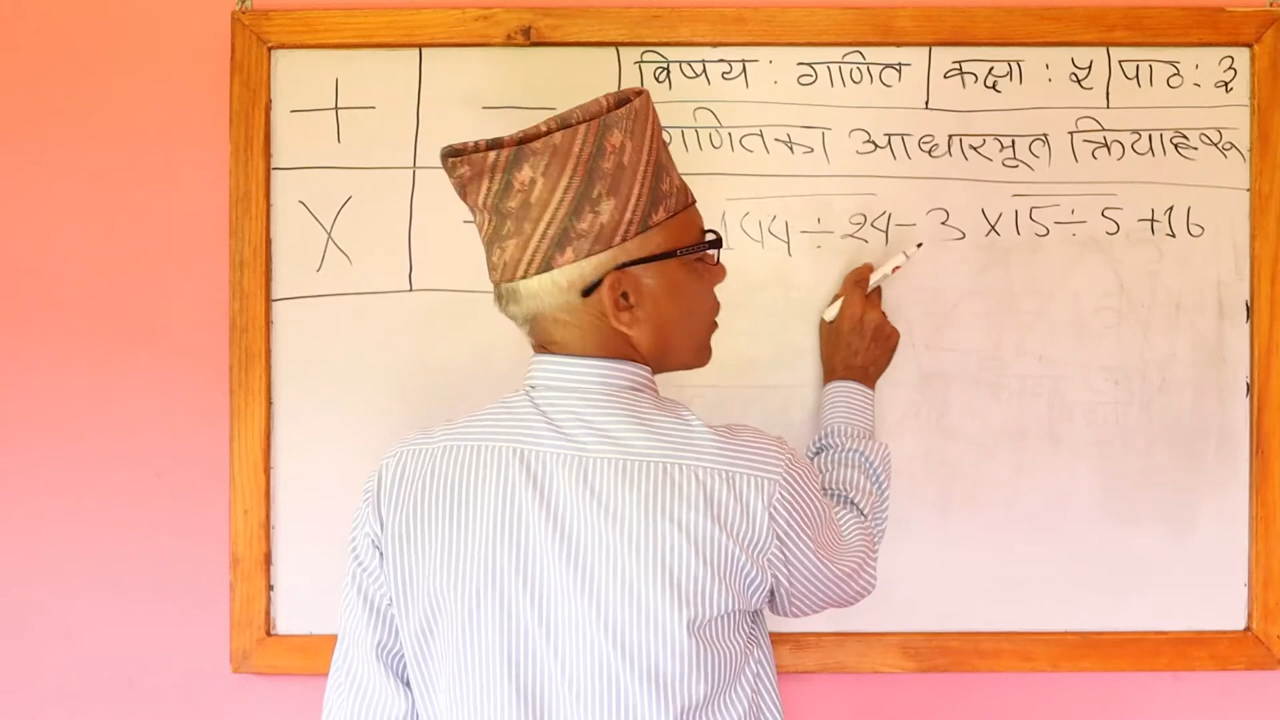 + − विषय : गणित कक्षा : ५ पाठ : ३
गणितका आधारभूत क्रियाहरू
× 144 ÷ 24 − 3 × 15 ÷ 5 + 16